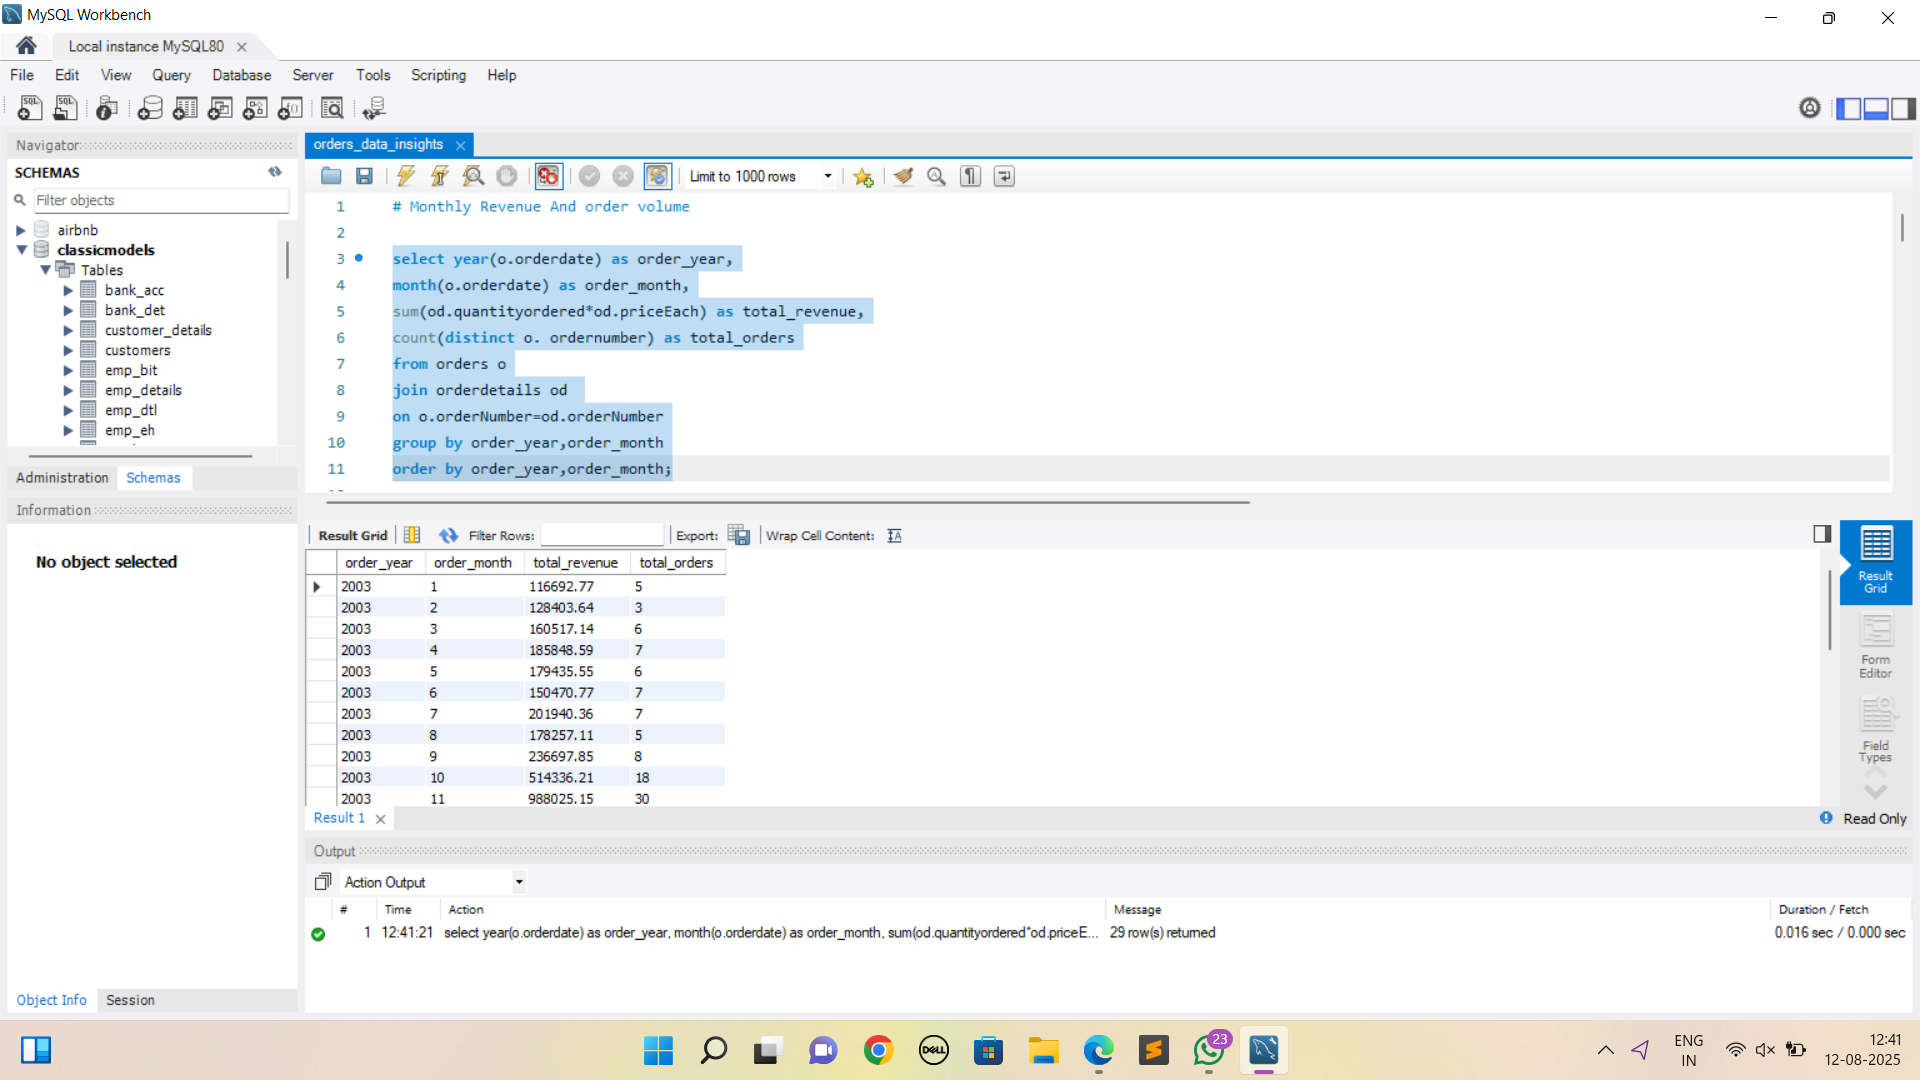 MySQL Workbench
Local instance MySQL80
File Edit View Query Database Server Tools Scripting Help
Navigator
SCHEMAS
Filter objects
airbnb
classicmodels
Tables
bank_acc
bank_det
customer_details
customers
emp_bit
emp_details
emp_dtl
emp_eh
Administration Schemas
Information
No object selected
Object Info Session
orders_data_insights
Limit to 1000 rows
1 # Monthly Revenue And order volume
2
3 select year(o.orderdate) as order_year,
4 month(o.orderdate) as order_month,
5 sum(od.quantityordered*od.priceEach) as total_revenue,
6 count(distinct o. ordernumber) as total_orders
7 from orders o
8 join orderdetails od
9 on o.orderNumber=od.orderNumber
10 group by order_year,order_month
11 order by order_year,order_month;
Result Grid Filter Rows: Export: Wrap Cell Content:
order_year order_month total_revenue total_orders
2003 1 116692.77 5
2003 2 128403.64 3
2003 3 160517.14 6
2003 4 185848.59 7
2003 5 179435.55 6
2003 6 150470.77 7
2003 7 201940.36 7
2003 8 178257.11 5
2003 9 236697.85 8
2003 10 514336.21 18
2003 11 988025.15 30
Result
Grid
Form
Editor
Field
Types
Result 1
Read Only
Output
Action Output
# Time Action Message Duration / Fetch
1 12:41:21 select year(o.orderdate) as order_year, month(o.orderdate) as order_month, sum(od.quantityordered*od.priceE... 29 row(s) returned 0.016 sec / 0.000 sec
DELL
23
ENG
IN
12:41
12-08-2025